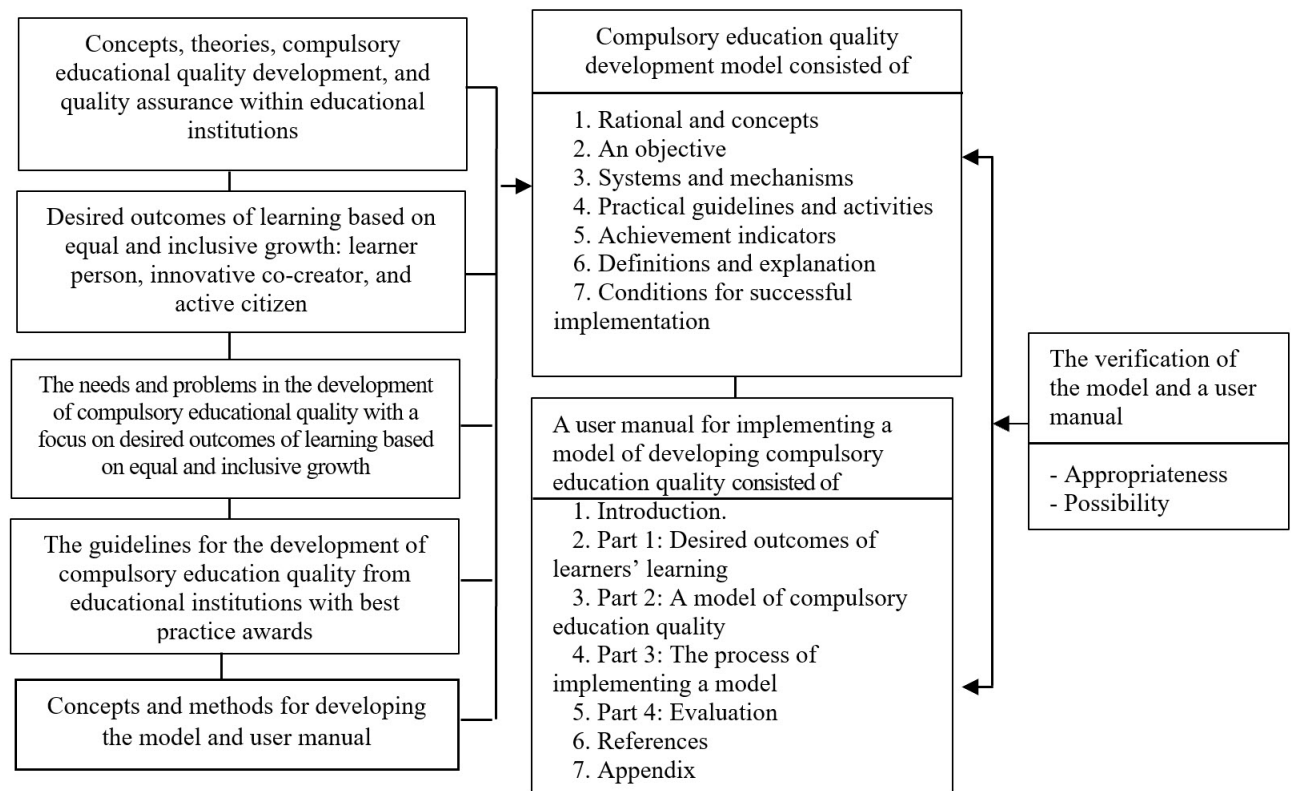 Concepts, theories, compulsory
educational quality development, and
quality assurance within educational
institutions
Desired outcomes of learning based on
equal and inclusive growth: learner
person, innovative co-creator, and
active citizen
The needs and problems in the development
of compulsory educational quality with a
focus on desired outcomes of learning based
on equal and inclusive growth
The guidelines for the development of
compulsory education quality from
educational institutions with best
practice awards
Concepts and methods for developing
the model and user manual
Compulsory education quality
development model consisted of
1. Rational and concepts
2. An objective
3. Systems and mechanisms
4. Practical guidelines and activities
5. Achievement indicators
6. Definitions and explanation
7. Conditions for successful
implementation
A user manual for implementing a
model of developing compulsory
education quality consisted of
1. Introduction.
2. Part 1: Desired outcomes of
learners’ learning
3. Part 2: A model of compulsory
education quality
4. Part 3: The process of
implementing a model
5. Part 4: Evaluation
6. References
7. Appendix
The verification of
the model and a user
manual
- Appropriateness
- Possibility